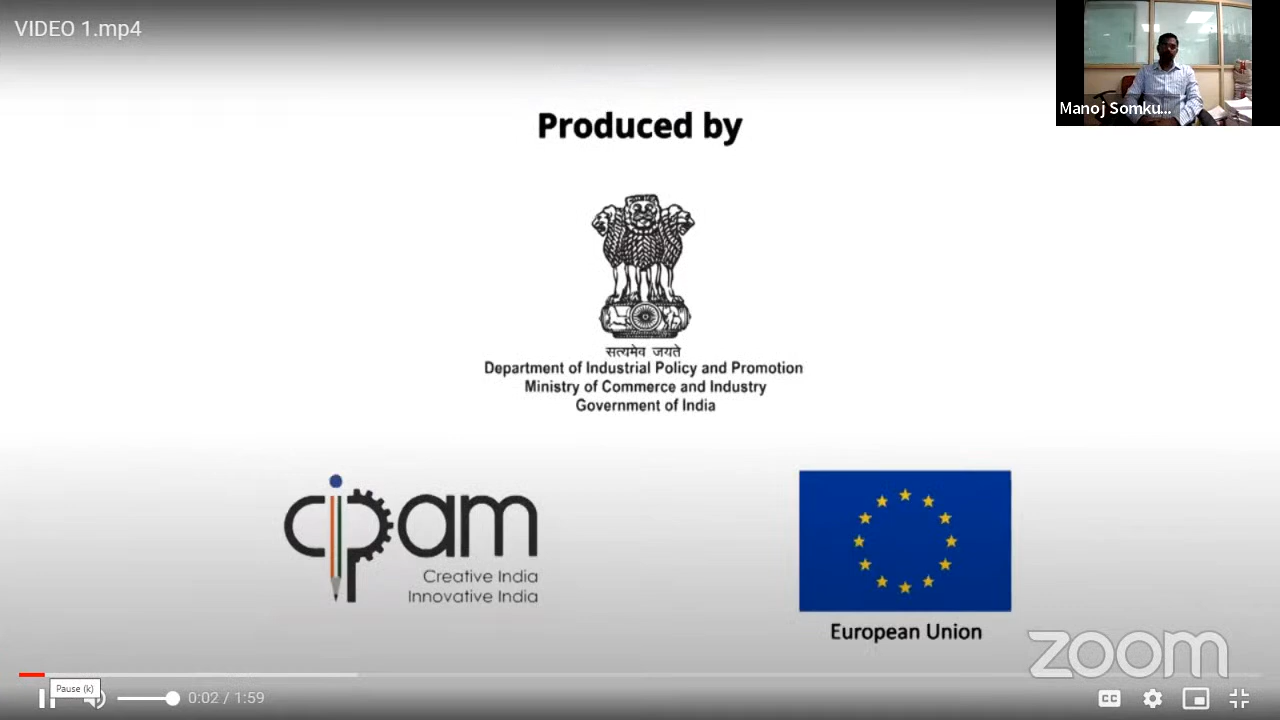 VIDEO 1.mp4
Manoj Somku...
Produced by
सत्यमेव जयते
Department of Industrial Policy and Promotion
Ministry of Commerce and Industry
Government of India
cipam
Creative India
Innovative India
European Union
zoom
Pause (k)
0:02 / 1:59
CC